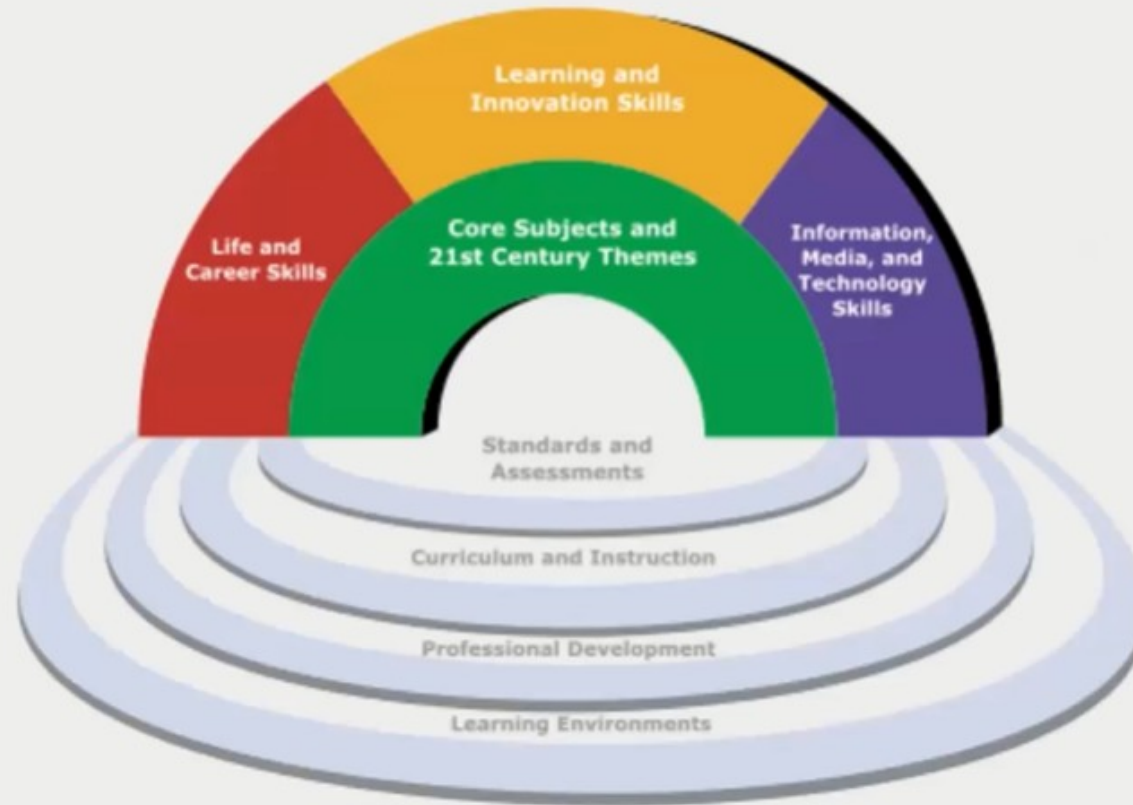 Learning and
Innovation Skills
Core Subjects and
21st Century Themes
Life and
Career Skills
Information,
Media, and
Technology
Skills
Standards and
Assessments
Curriculum and Instruction
Professional Development
Learning Environments